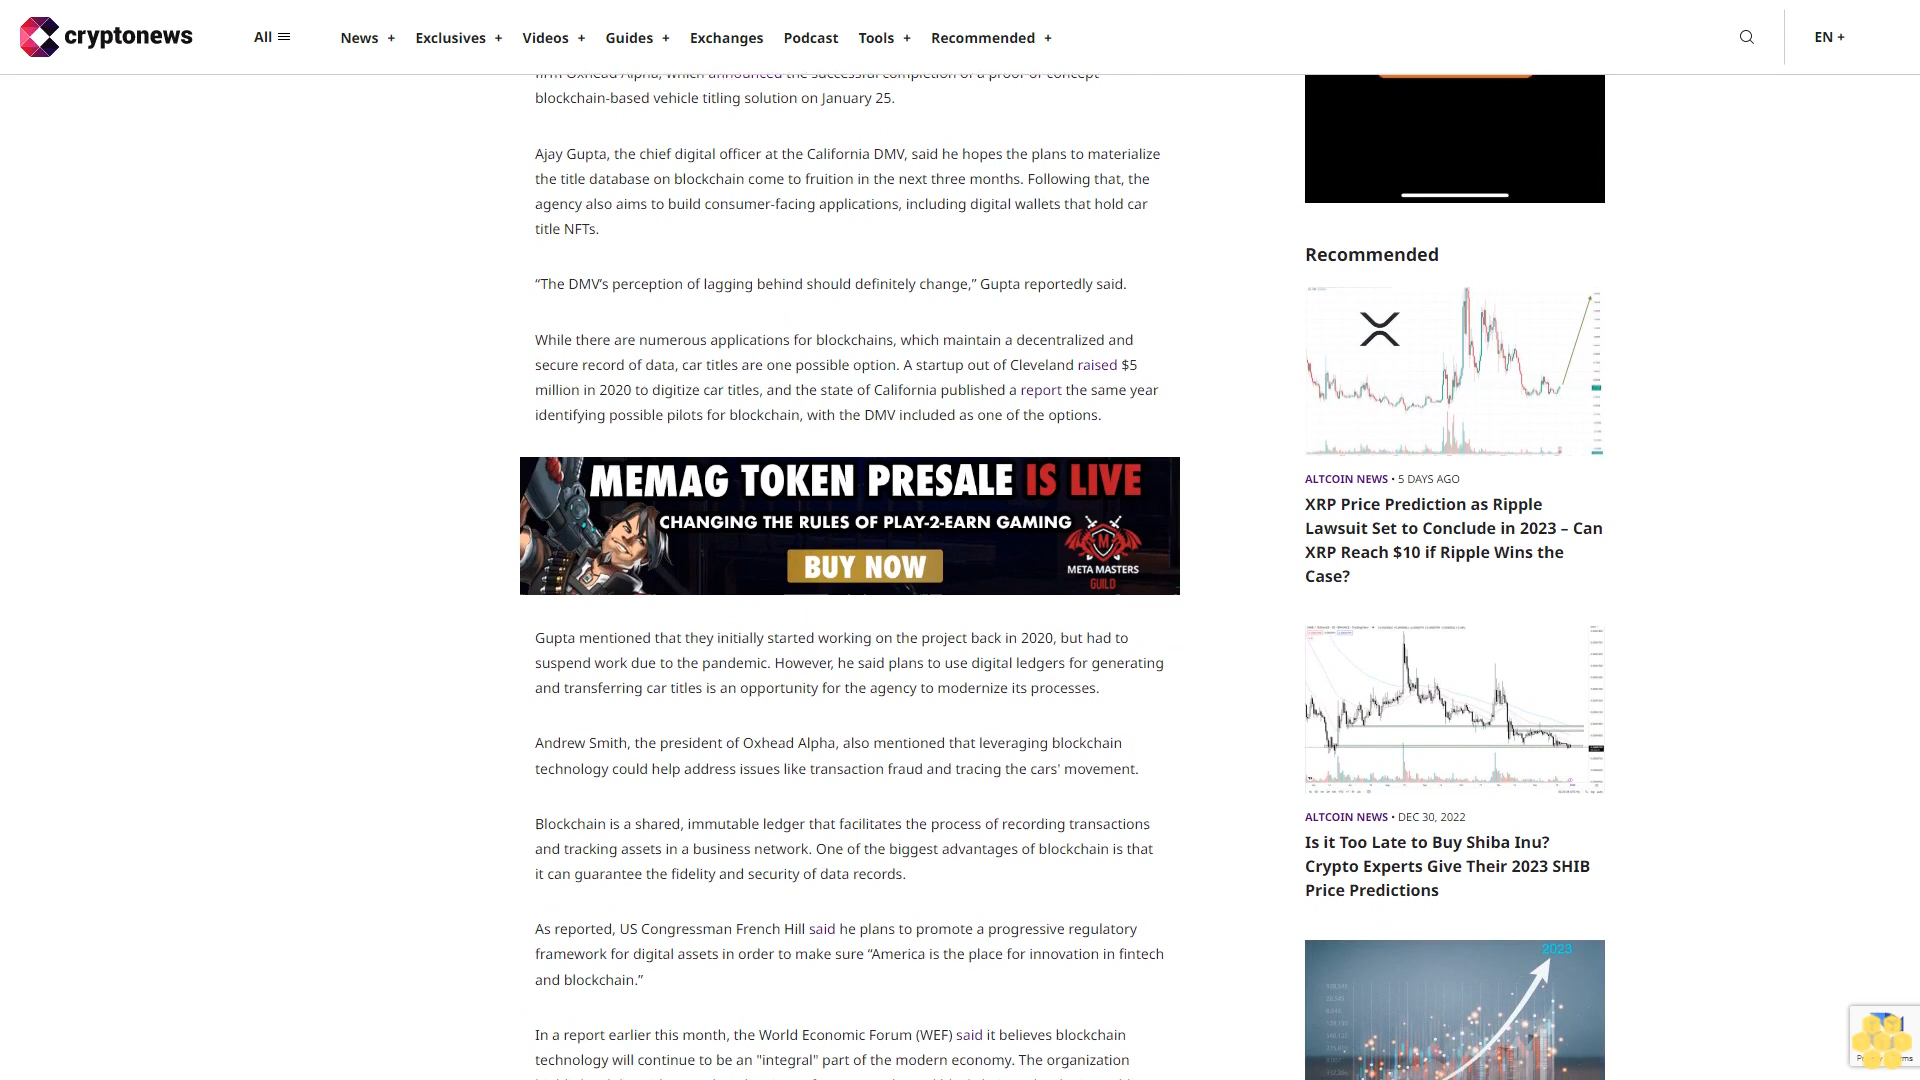 cryptonews
All
News +
Exclusives +
Videos +
Guides +
Exchanges
Podcast
Tools +
Recommended +
EN +
firm Oxhead Alpha, which announced the successful completion of a proof-of-concept
blockchain-based vehicle titling solution on January 25.
Ajay Gupta, the chief digital officer at the California DMV, said he hopes the plans to materialize
the title database on blockchain come to fruition in the next three months. Following that, the
agency also aims to build consumer-facing applications, including digital wallets that hold car
title NFTs.
“The DMV’s perception of lagging behind should definitely change,” Gupta reportedly said.
While there are numerous applications for blockchains, which maintain a decentralized and
secure record of data, car titles are one possible option. A startup out of Cleveland raised $5
million in 2020 to digitize car titles, and the state of California published a report the same year
identifying possible pilots for blockchain, with the DMV included as one of the options.
MEMAG TOKEN PRESALE IS LIVE
CHANGING THE RULES OF PLAY-2-EARN GAMING
BUY NOW
M
META MASTERS
GUILD
Gupta mentioned that they initially started working on the project back in 2020, but had to
suspend work due to the pandemic. However, he said plans to use digital ledgers for generating
and transferring car titles is an opportunity for the agency to modernize its processes.
Andrew Smith, the president of Oxhead Alpha, also mentioned that leveraging blockchain
technology could help address issues like transaction fraud and tracing the cars' movement.
Blockchain is a shared, immutable ledger that facilitates the process of recording transactions
and tracking assets in a business network. One of the biggest advantages of blockchain is that
it can guarantee the fidelity and security of data records.
As reported, US Congressman French Hill said he plans to promote a progressive regulatory
framework for digital assets in order to make sure “America is the place for innovation in fintech
and blockchain.”
In a report earlier this month, the World Economic Forum (WEF) said it believes blockchain
technology will continue to be an "integral" part of the modern economy. The organization
Recommended
ALTCOIN NEWS • 5 DAYS AGO
XRP Price Prediction as Ripple
Lawsuit Set to Conclude in 2023 – Can
XRP Reach $10 if Ripple Wins the
Case?
ALTCOIN NEWS • DEC 30, 2022
Is it Too Late to Buy Shiba Inu?
Crypto Experts Give Their 2023 SHIB
Price Predictions
2023